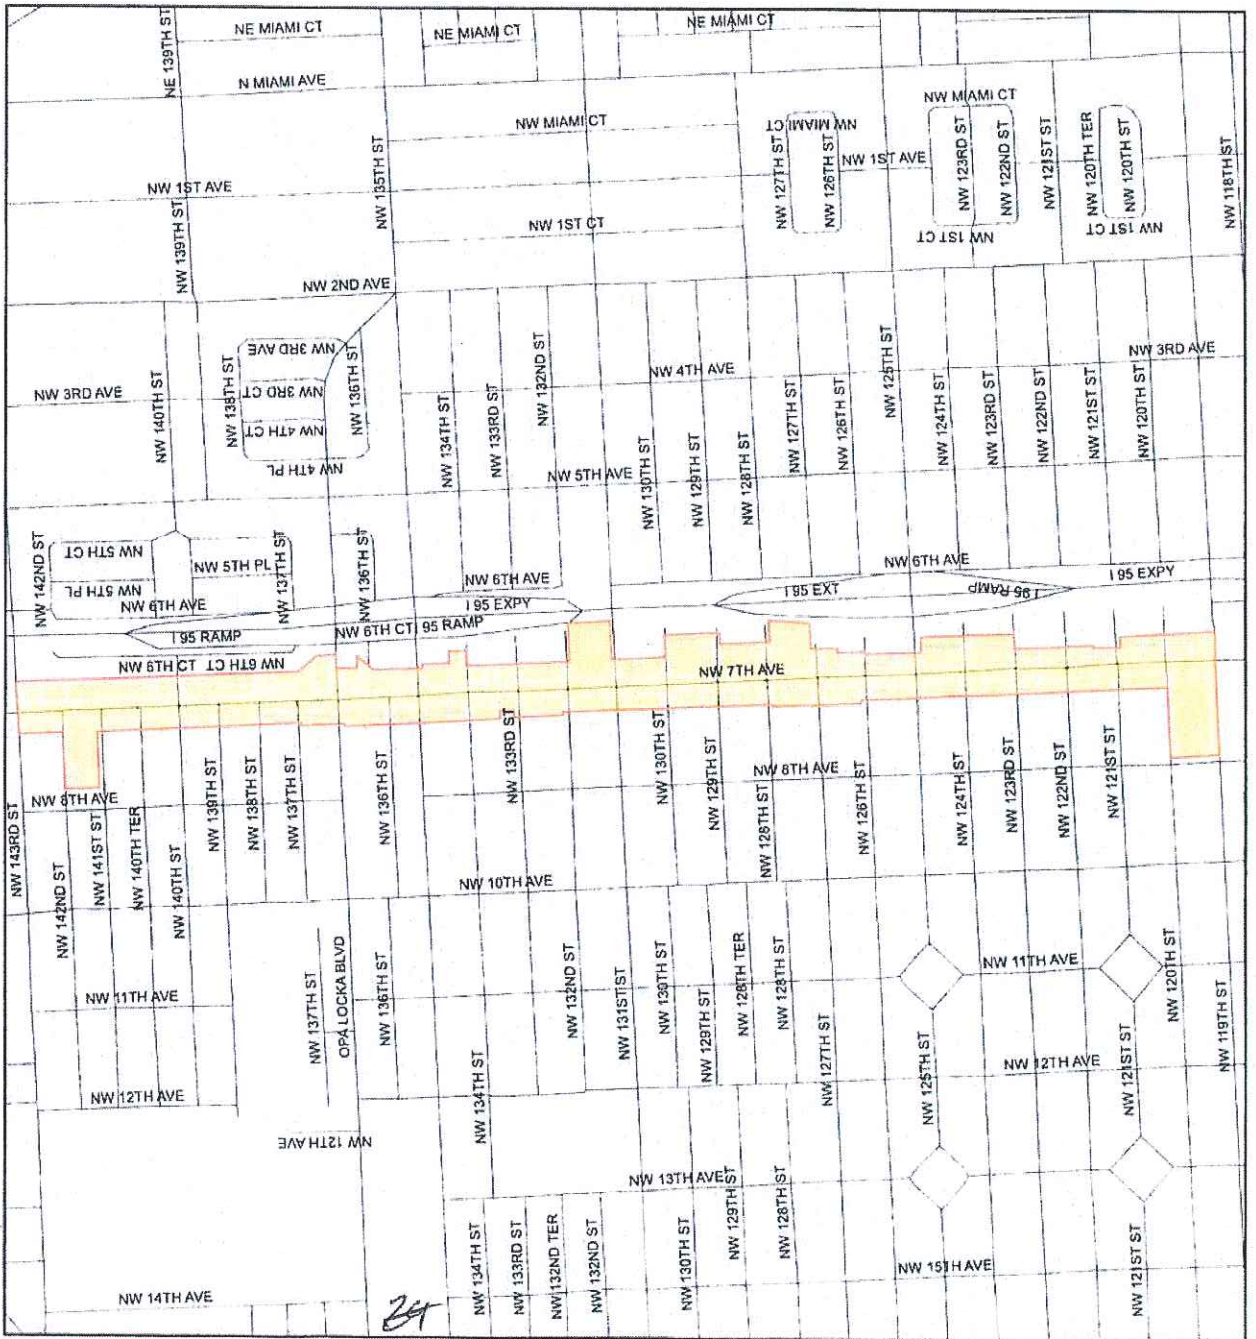 NE MIAMI CT
NE MIAMI CT
NE MIAMI CT
NE 139TH ST
N MIAMI AVE
NW MIAMI CT
NW MIAMI CT
NW MIAMI CT
NW 135TH ST
NW 1ST AVE
NW 1ST AVE
NW 127TH ST
NW 126TH ST
NW 123RD ST
NW 122ND ST
NW 121ST ST
NW 120TH TER
NW 120TH ST
NW 118TH ST
NW 139TH ST
NW 1ST CT
NW 1ST CT
NW 1ST CT
NW 2ND AVE
NW 3RD AVE
NW 140TH ST
NW 138TH ST
NW 3RD AVE
NW 3RD CT
NW 4TH CT
NW 4TH PL
NW 136TH ST
NW 134TH ST
NW 133RD ST
NW 132ND ST
NW 4TH AVE
NW 127TH ST
NW 126TH ST
NW 125TH ST
NW 124TH ST
NW 123RD ST
NW 122ND ST
NW 121ST ST
NW 120TH ST
NW 3RD AVE
NW 5TH AVE
NW 130TH ST
NW 129TH ST
NW 128TH ST
NW 142ND ST
NW 5TH CT
NW 5TH PL
NW 5TH PL
NW 137TH ST
NW 136TH ST
NW 6TH AVE
NW 6TH AVE
NW 6TH AVE
I 95 EXPY
I 95 EXT
I 95 RAMP
I 95 EXPY
I 95 RAMP
NW 6TH CT
I 95 RAMP
NW 6TH CT
NW 6TH CT
NW 7TH AVE
NW 143RD ST
NW 8TH AVE
NW 142ND ST
NW 141ST ST
NW 140TH TER
NW 140TH ST
NW 139TH ST
NW 138TH ST
NW 137TH ST
NW 136TH ST
NW 133RD ST
NW 130TH ST
NW 129TH ST
NW 128TH ST
NW 8TH AVE
NW 126TH ST
NW 124TH ST
NW 123RD ST
NW 122ND ST
NW 121ST ST
NW 10TH AVE
NW 11TH AVE
NW 137TH ST
OPA LOCKA BLVD
NW 136TH ST
NW 134TH ST
NW 132ND ST
NW 131ST ST
NW 130TH ST
NW 129TH ST
NW 128TH TER
NW 128TH ST
NW 127TH ST
NW 125TH ST
NW 11TH AVE
NW 12TH AVE
NW 121ST ST
NW 120TH ST
NW 119TH ST
NW 12TH AVE
NW 12TH AVE
NW 13TH AVE
NW 134TH ST
NW 133RD ST
NW 132ND TER
NW 132ND ST
NW 130TH ST
NW 129TH ST
NW 128TH ST
NW 15TH AVE
NW 121ST ST
NW 14TH AVE